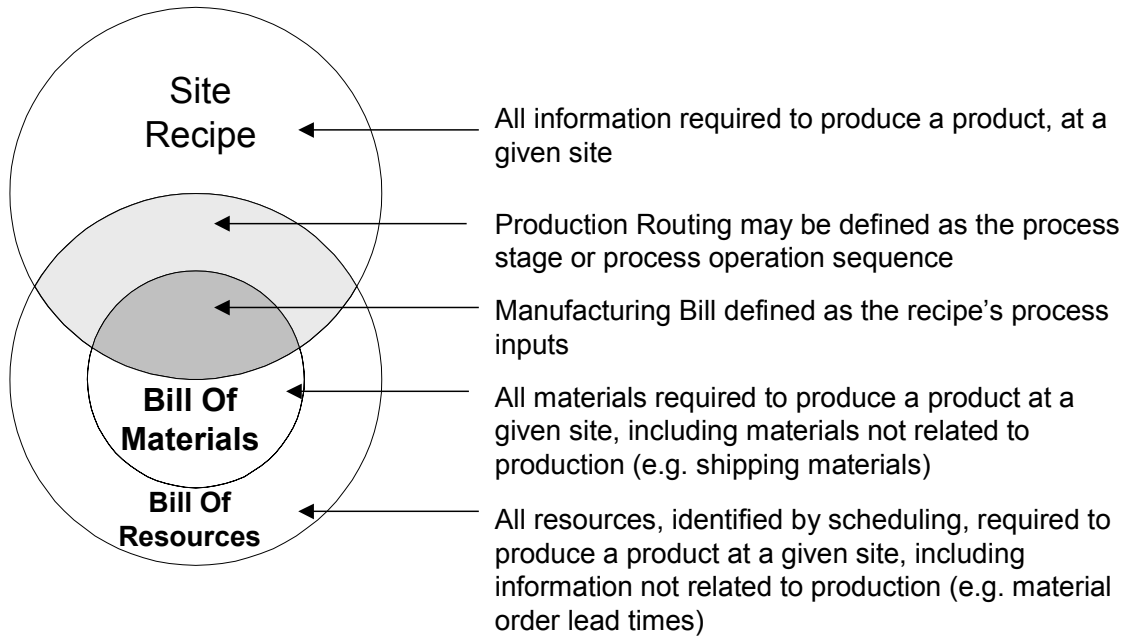 Site
Recipe
All information required to produce a product, at a
given site
Production Routing may be defined as the process
stage or process operation sequence
Manufacturing Bill defined as the recipe’s process
inputs
Bill Of
Materials
All materials required to produce a product at a
given site, including materials not related to
production (e.g. shipping materials)
Bill Of
Resources
All resources, identified by scheduling, required to
produce a product at a given site, including
information not related to production (e.g. material
order lead times)